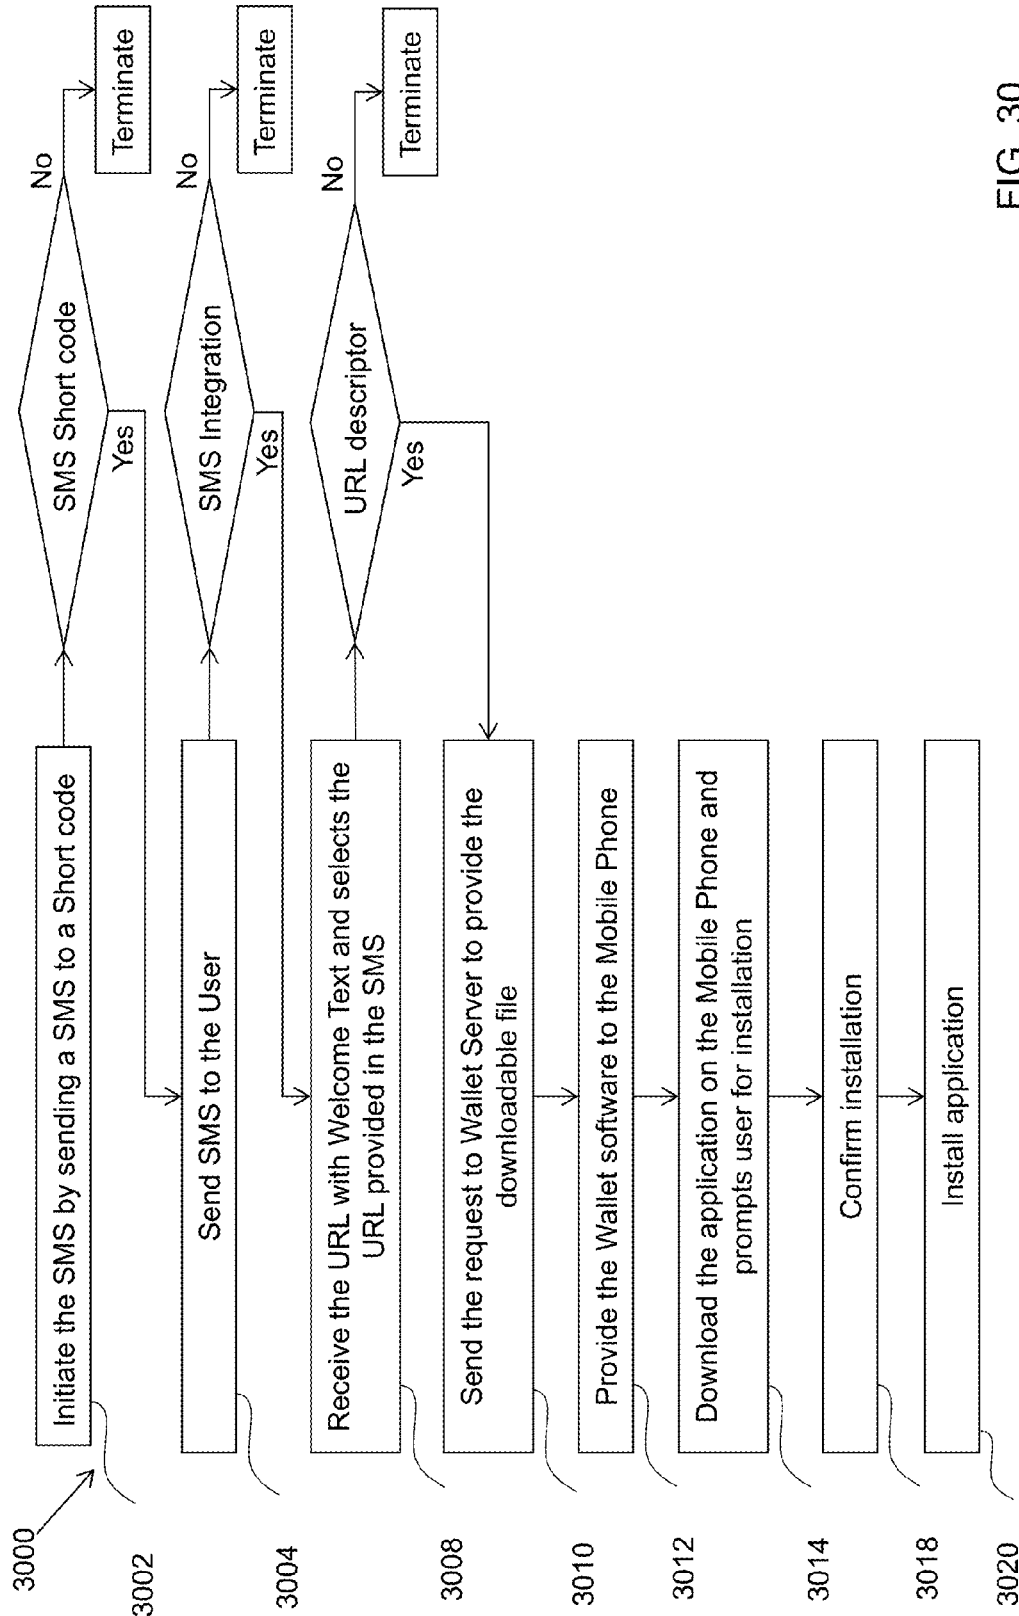 3000
3002
Initiate the SMS by sending a SMS to a Short code
SMS Short code
No
Terminate
Yes
3004
Send SMS to the User
SMS Integration
No
Terminate
Yes
3008
Receive the URL with Welcome Text and selects the
URL provided in the SMS
URL descriptor
No
Terminate
Yes
3010
Send the request to Wallet Server to provide the
downloadable file
3012
Provide the Wallet software to the Mobile Phone
3014
Download the application on the Mobile Phone and
prompts user for installation
3018
Confirm installation
3020
Install application
FIG. 30